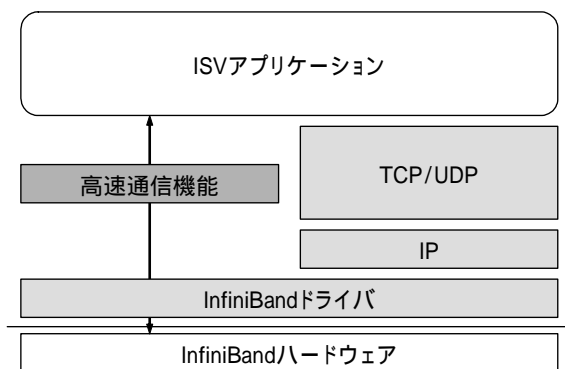 ISVアプリケーション
高速通信機能
TCP/UDP
IP
InfiniBandドライバ
InfiniBandハードウェア